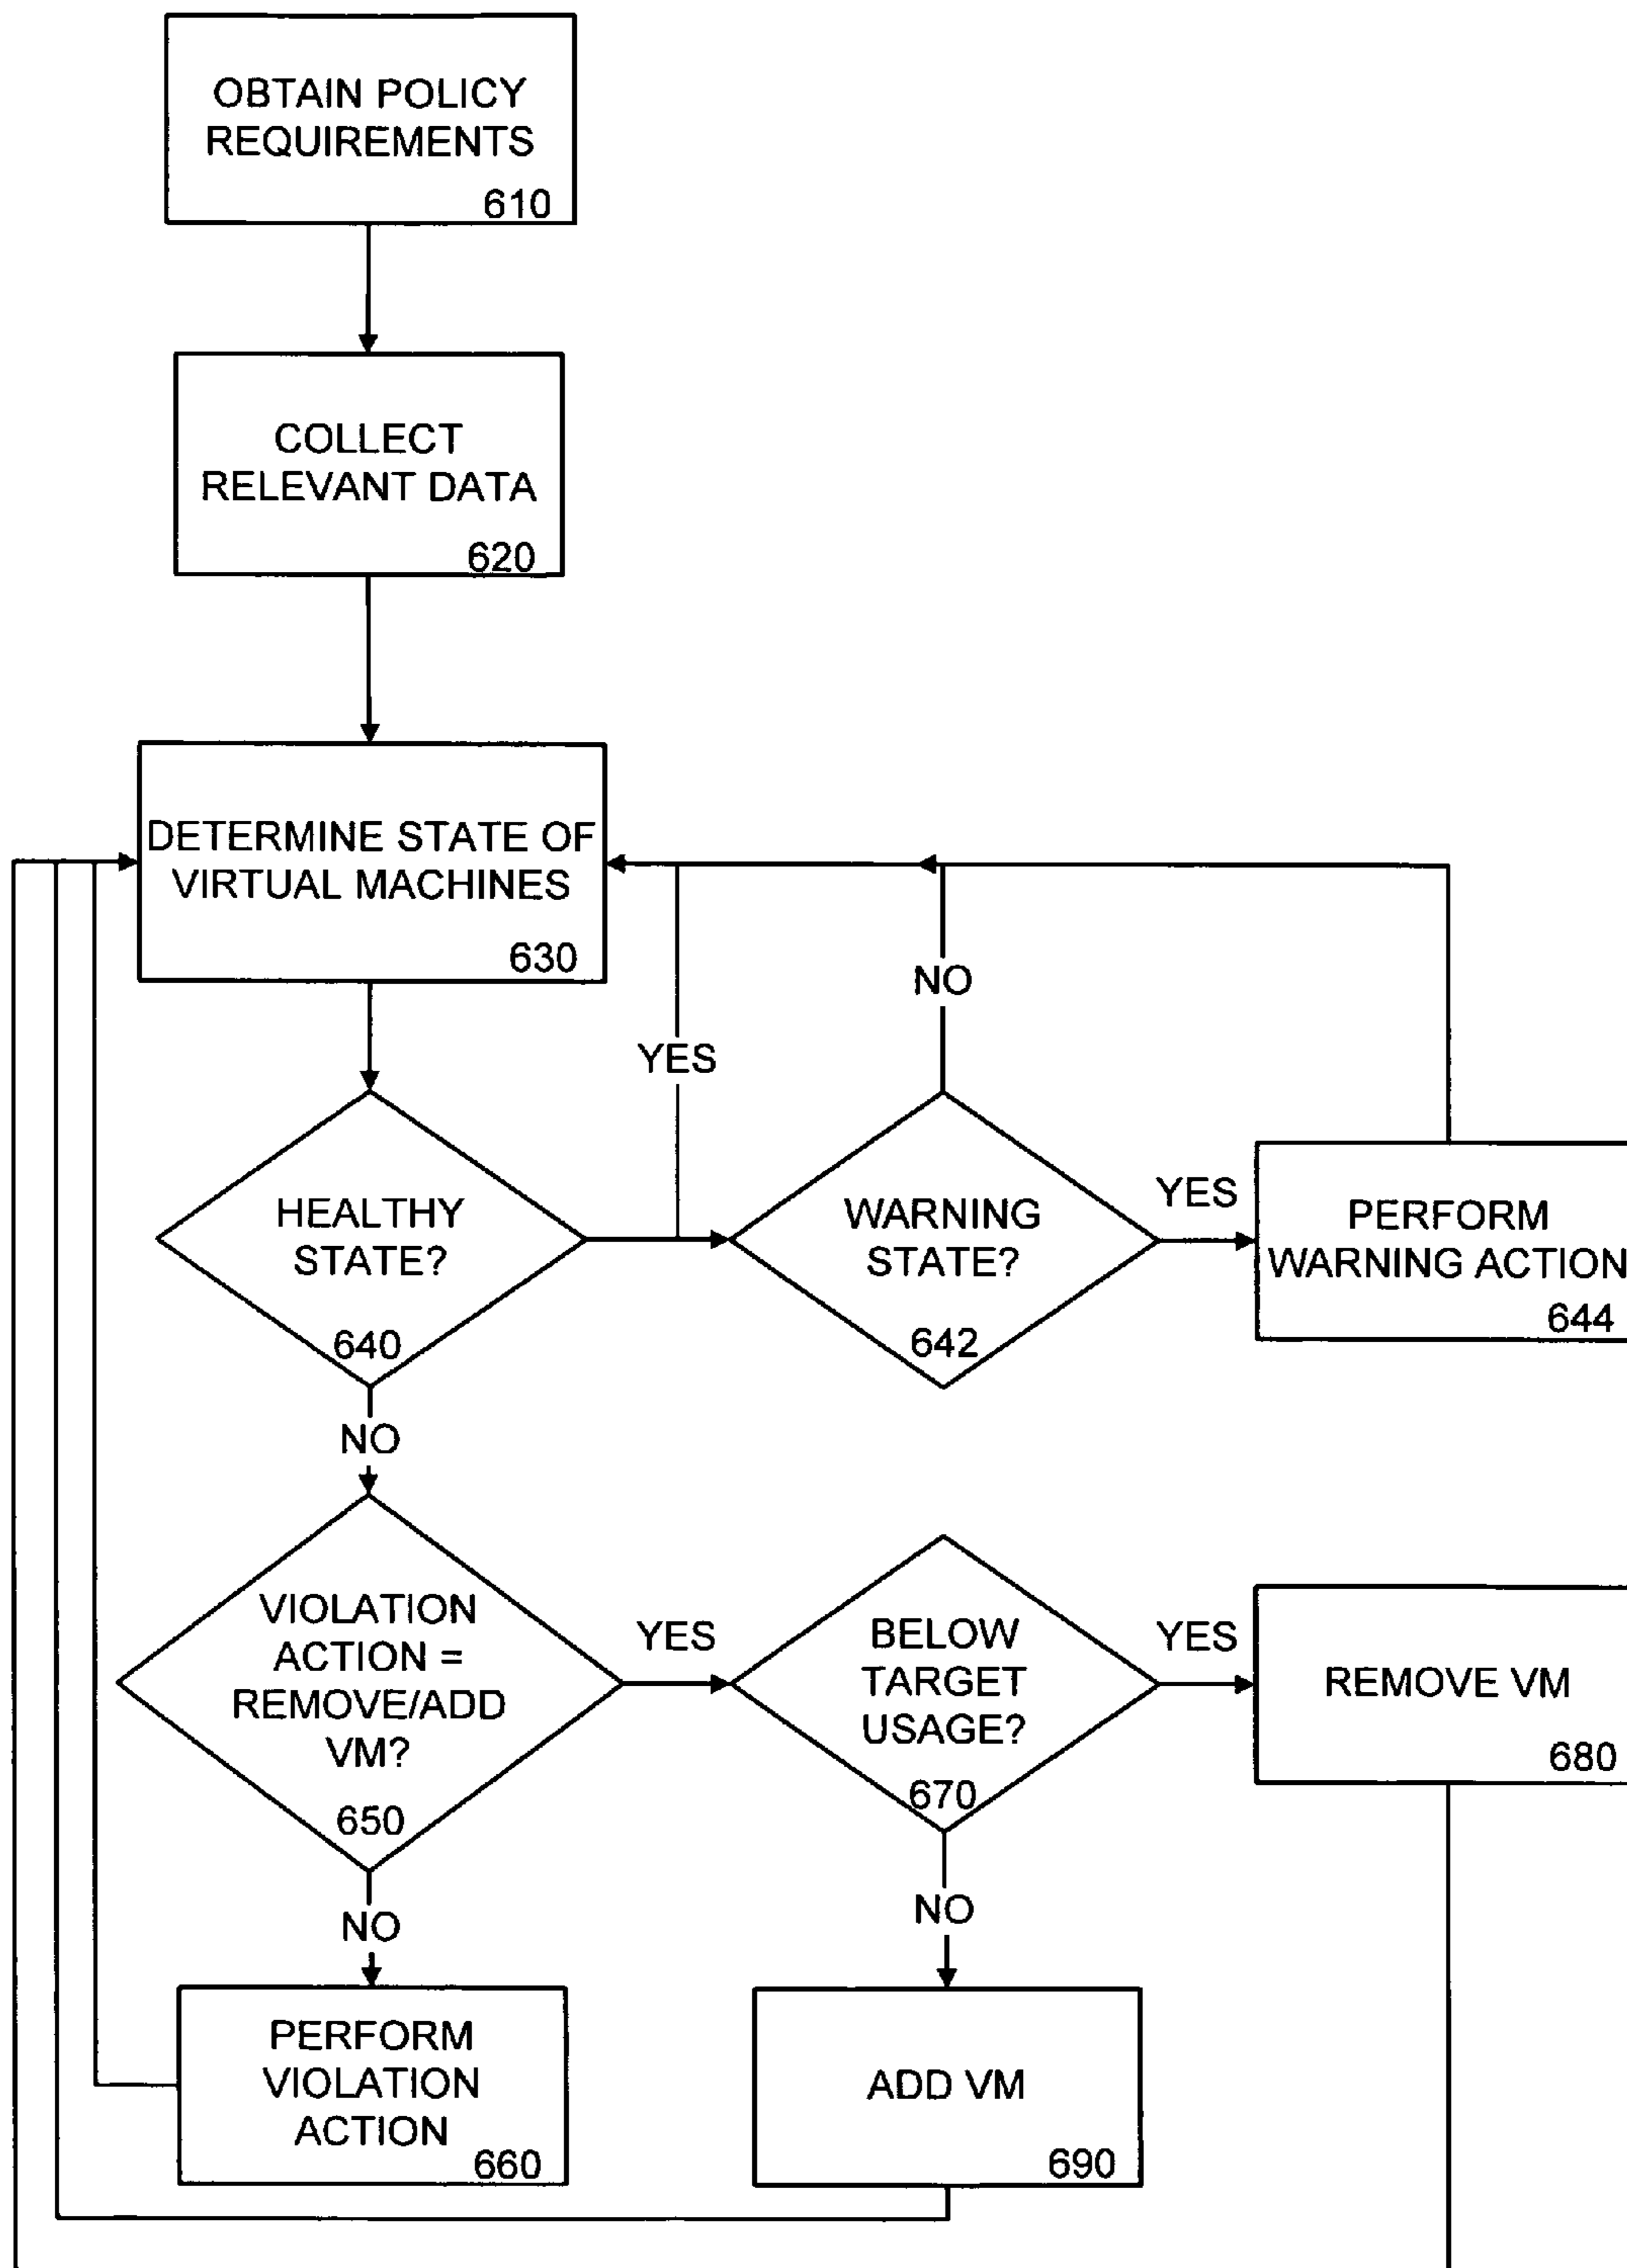 OBTAIN POLICY
REQUIREMENTS
610
COLLECT
RELEVANT DATA
620
DETERMINE STATE OF
VIRTUAL MACHINES
630
NO
YES
HEALTHY
STATE?
640
WARNING
STATE?
642
YES
PERFORM
WARNING ACTION
644
NO
VIOLATION
ACTION =
REMOVE/ADD
VM?
650
YES
BELOW
TARGET
USAGE?
670
YES
REMOVE VM
680
NO
NO
PERFORM
VIOLATION
ACTION
660
ADD VM
690